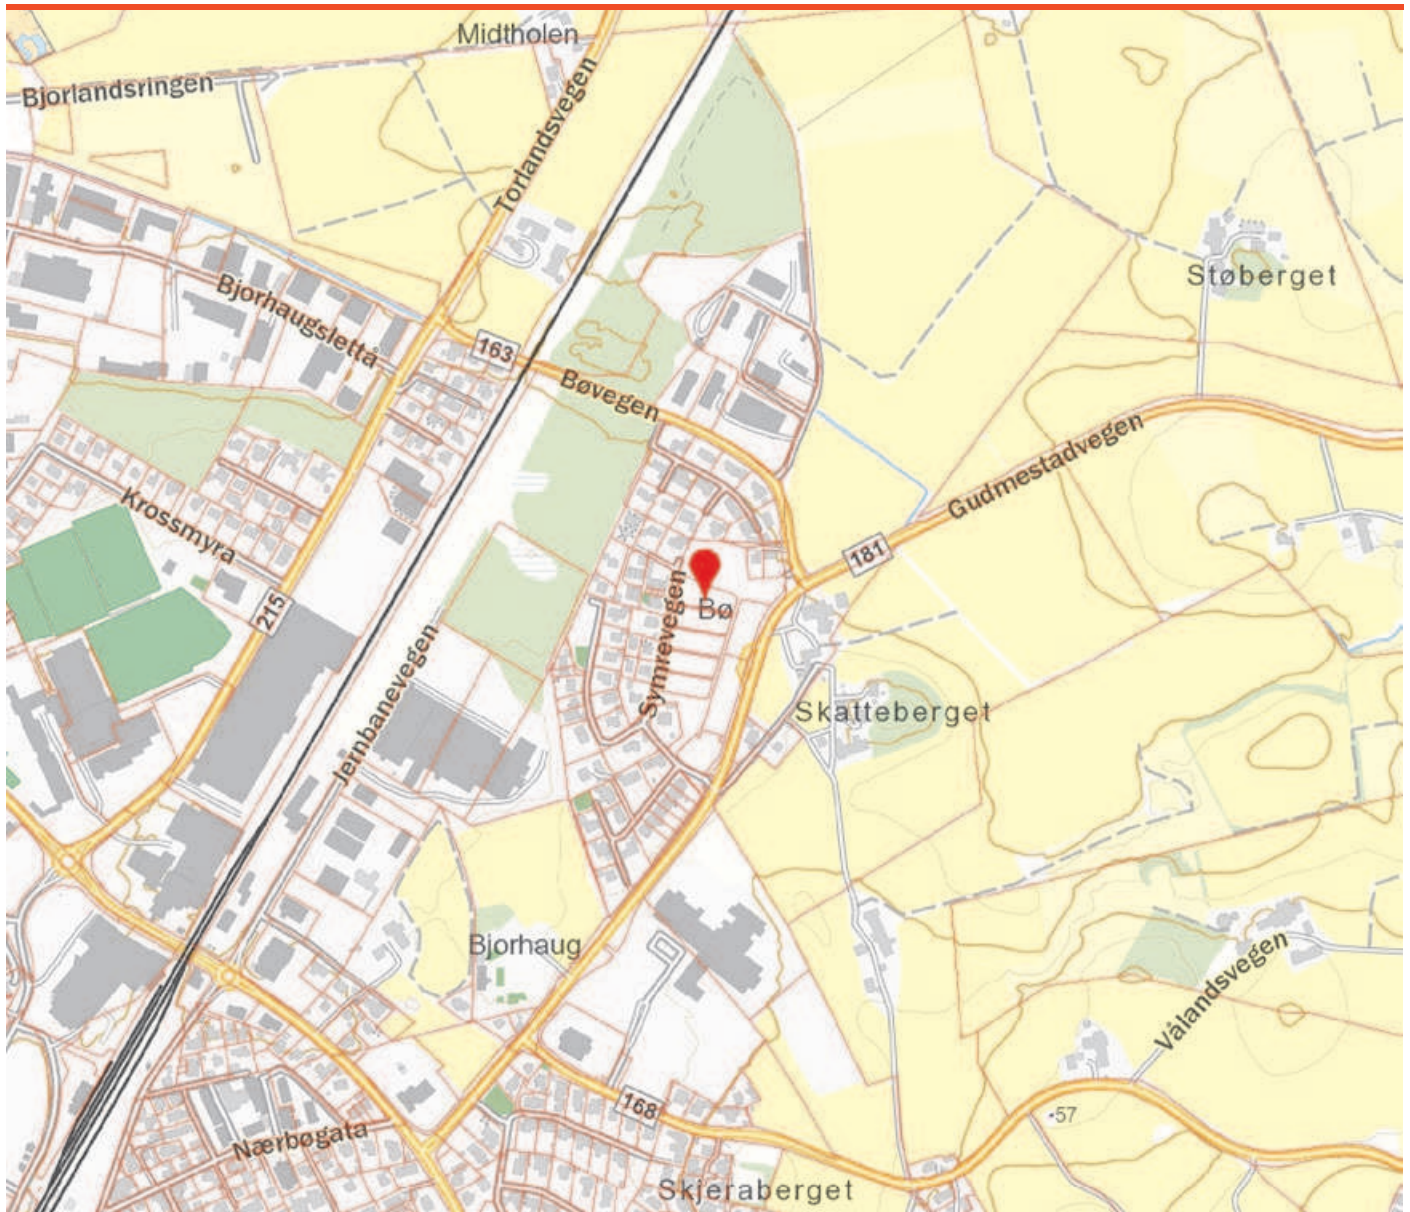 Midtholen
Bjorlandsringen
Torlandsvegen
Støberget
Bjorhaugslettå
163
Bøvegen
Gudmestadvegen
Krossmyra
181
215
Bø
Symrevegen
Jernbanevegen
Skatteberget
Bjorhaug
Vålandsvegen
168
57
Nærbøgata
Skjeraberget